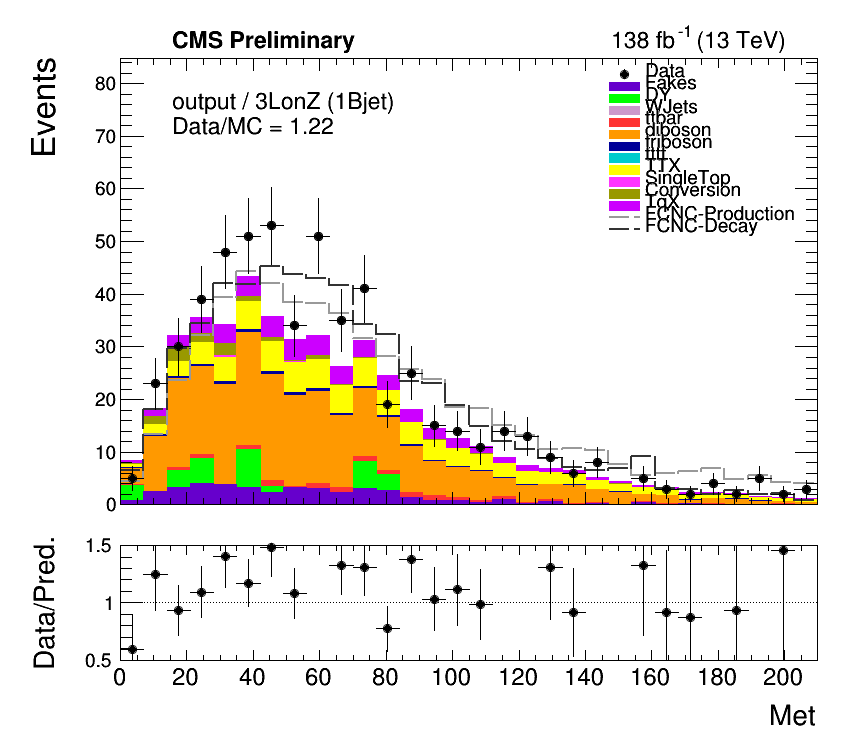 CMS Preliminary
138 fb-1 (13 TeV)
Events
output / 3LonZ (1Bjet)
Data/MC = 1.22
Data
Fakes
DY
WJets
ttbar
diboson
triboson
tttt
TTX
SingleTop
Conversion
TqX
FCNC-Production
FCNC-Decay
80
70
60
50
40
30
20
10
0
Data/Pred.
1.5
1
0.5
0 20 40 60 80 100 120 140 160 180 200
Met